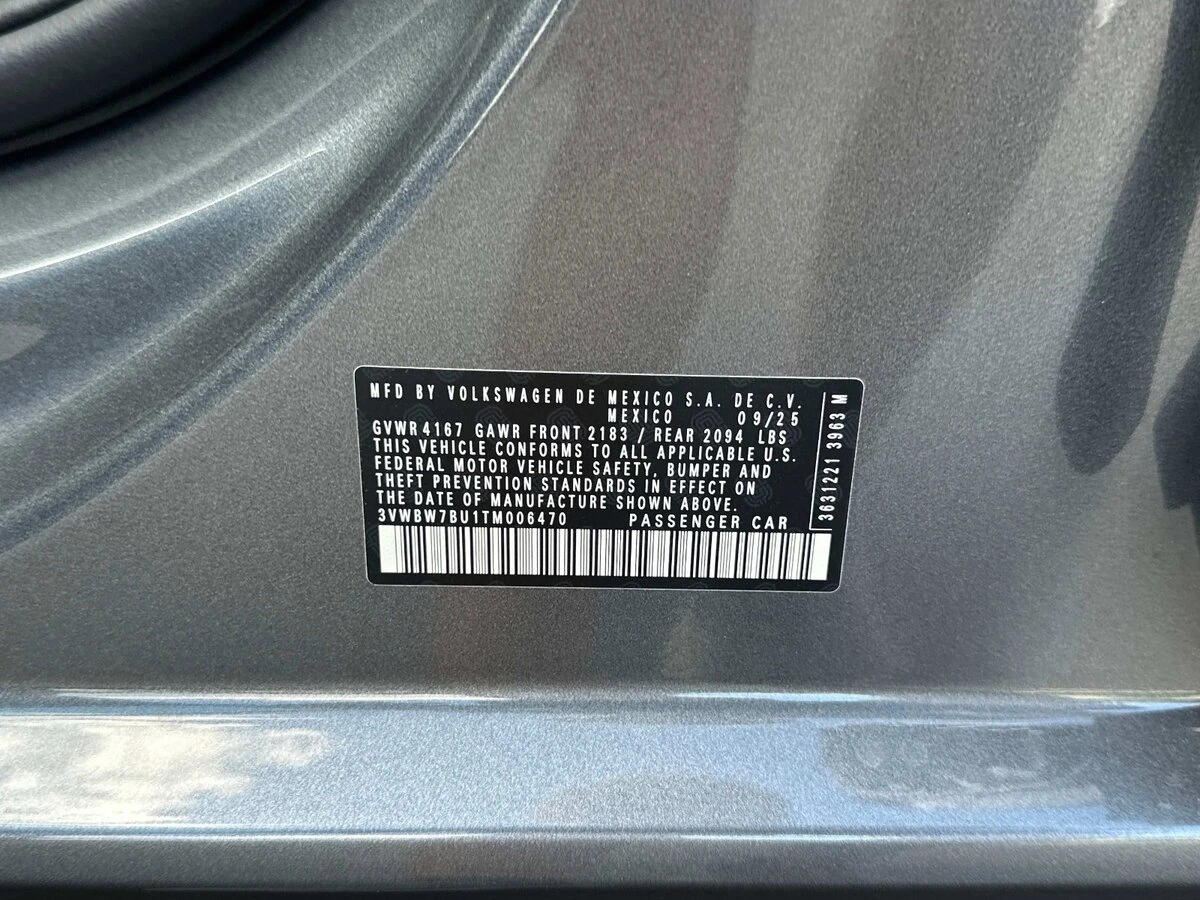 MFD BY VOLKSWAGEN DE MEXICO S.A. DE C.V.
MEXICO 09/25
GVWR 4167 GAWR FRONT 2183 / REAR 2094 LBS
THIS VEHICLE CONFORMS TO ALL APPLICABLE U.S.
FEDERAL MOTOR VEHICLE SAFETY, BUMPER AND
THEFT PREVENTION STANDARDS IN EFFECT ON
THE DATE OF MANUFACTURE SHOWN ABOVE.
3VWBW7BU1TM006470 PASSENGER CAR
3631221 3963 M